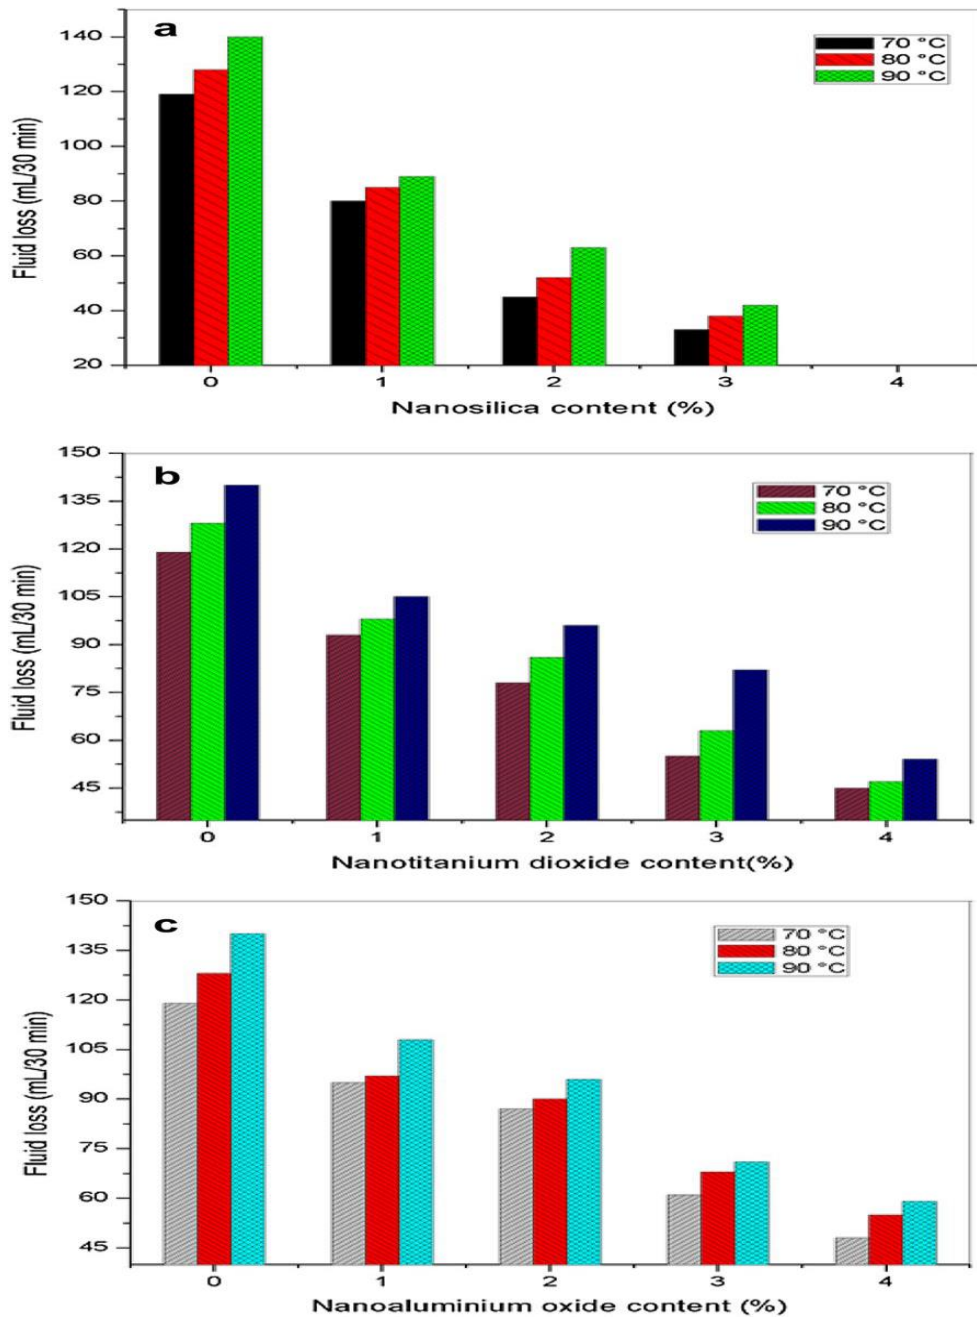 a
70 °C
80 °C
90 °C
140
120
100
80
60
40
20
Fluid loss (mL/30 min)
0 1 2 3 4
Nanosilica content (%)
b
70 °C
80 °C
90 °C
150
135
120
105
90
75
60
45
Fluid loss (mL/30 min)
0 1 2 3 4
Nanotitanium dioxide content(%)
c
70 °C
80 °C
90 °C
150
135
120
105
90
75
60
45
Fluid loss (mL/30 min)
0 1 2 3 4
Nanoaluminium oxide content (%)